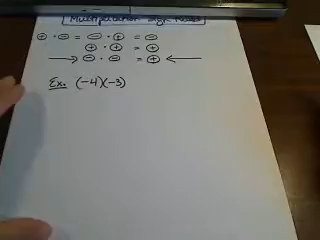 Multiplication Sign Rules
⊕ · ⊖ = ⊖ · ⊕ = ⊖
⊕ · ⊕ = ⊕
→ ⊖ · ⊖ = ⊕ ←
Ex. (-4)(-3)